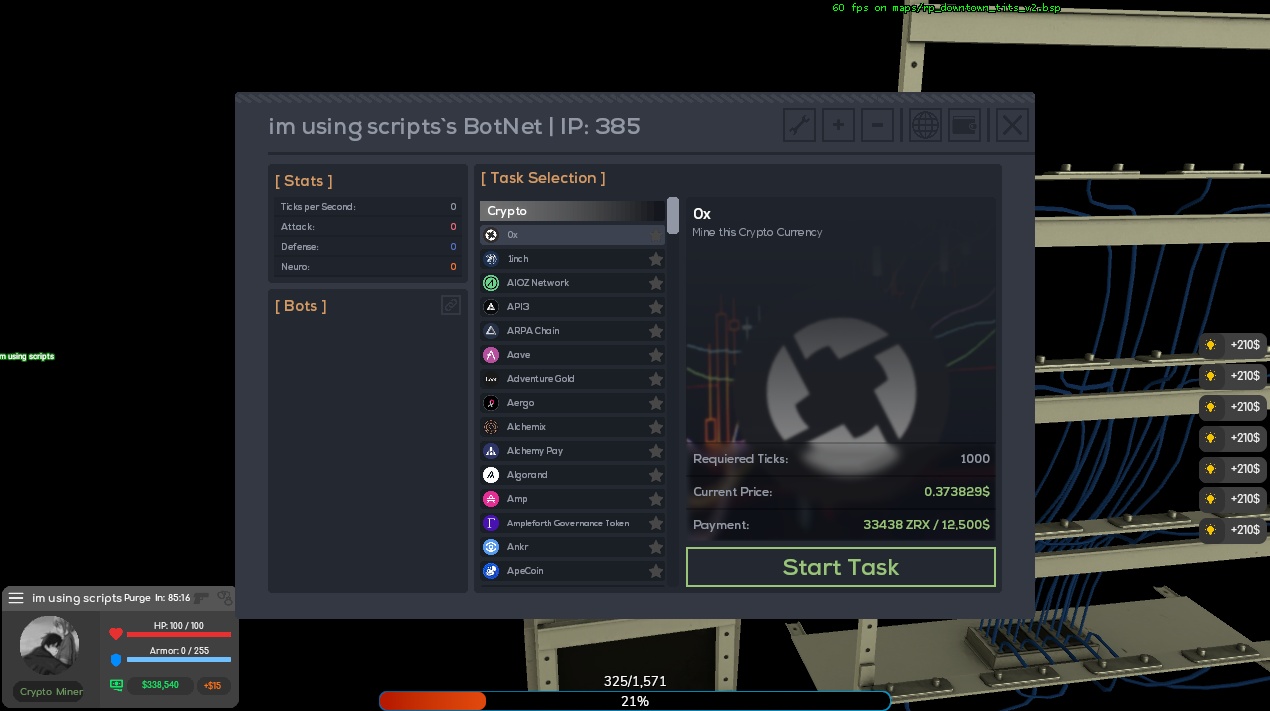 60 fps on maps/rp_downtown_tits_v2.bsp
im using scripts`s BotNet | IP: 385
[ Stats ]
Ticks per Second: 0
Attack: 0
Defense: 0
Neuro: 0
[ Bots ]
[ Task Selection ]
Crypto
0x
1inch
AIOZ Network
API3
ARPA Chain
Aave
Adventure Gold
Aergo
Alchemix
Alchemy Pay
Algorand
Amp
Ampleforth Governance Token
Ankr
ApeCoin
0x
Mine this Crypto Currency
Requiered Ticks: 1000
Current Price: 0.373829$
Payment: 33438 ZRX / 12,500$
Start Task
m using scripts
+210$
+210$
+210$
+210$
+210$
+210$
+210$
im using scripts Purge In: 85:16
HP: 100 / 100
Armor: 0 / 255
$338,540 +$15
Crypto Miner
325/1,571
21%